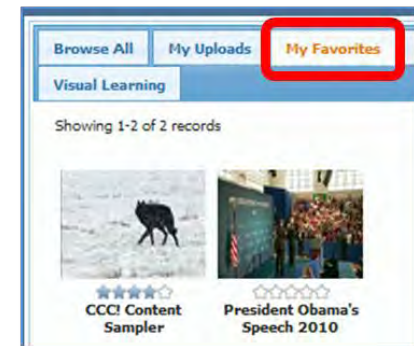 Browse All My Uploads My Favorites
Visual Learning
Showing 1-2 of 2 records
CCC! Content President Obama's
Sampler Speech 2010